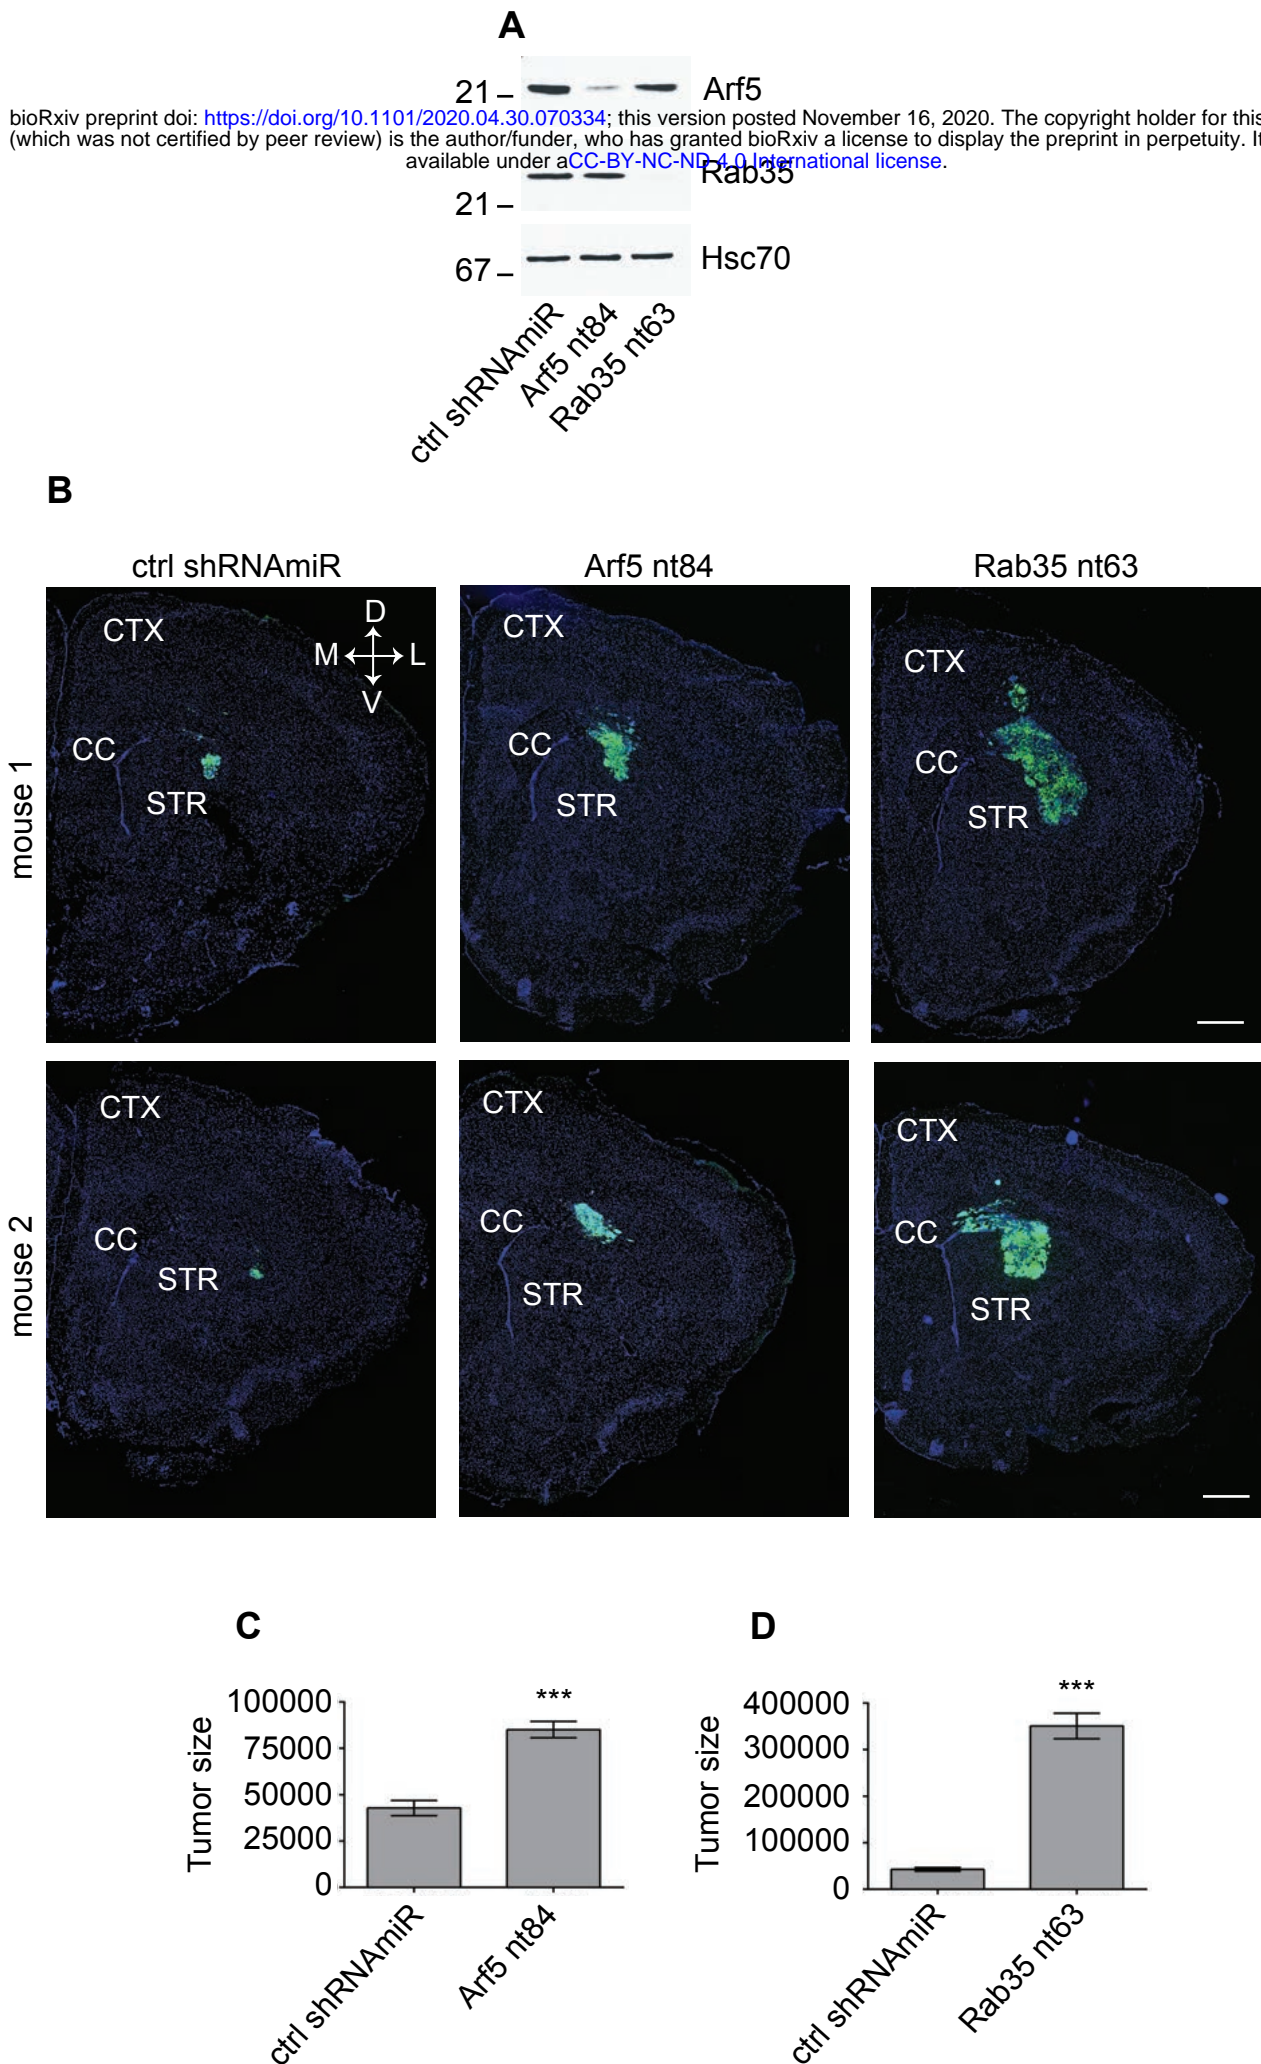 A
21 – Arf5
bioRxiv preprint doi: https://doi.org/10.1101/2020.04.30.070334; this version posted November 16, 2020. The copyright holder for this
(which was not certified by peer review) is the author/funder, who has granted bioRxiv a license to display the preprint in perpetuity. It
available under aCC-BY-NC-ND 4.0 International license.
Rab35
21 –
Hsc70
67 –
ctrl shRNAmiR
Arf5 nt84
Rab35 nt63
B
ctrl shRNAmiR Arf5 nt84 Rab35 nt63
mouse 1
CTX
D
M L
V
CC
STR
CTX
CC
STR
CTX
CC
STR
mouse 2
CTX
CC
STR
CTX
CC
STR
CTX
CC
STR
C
Tumor size
100000
75000
50000
25000
0
***
ctrl shRNAmiR
Arf5 nt84
D
Tumor size
400000
300000
200000
100000
0
***
ctrl shRNAmiR
Rab35 nt63